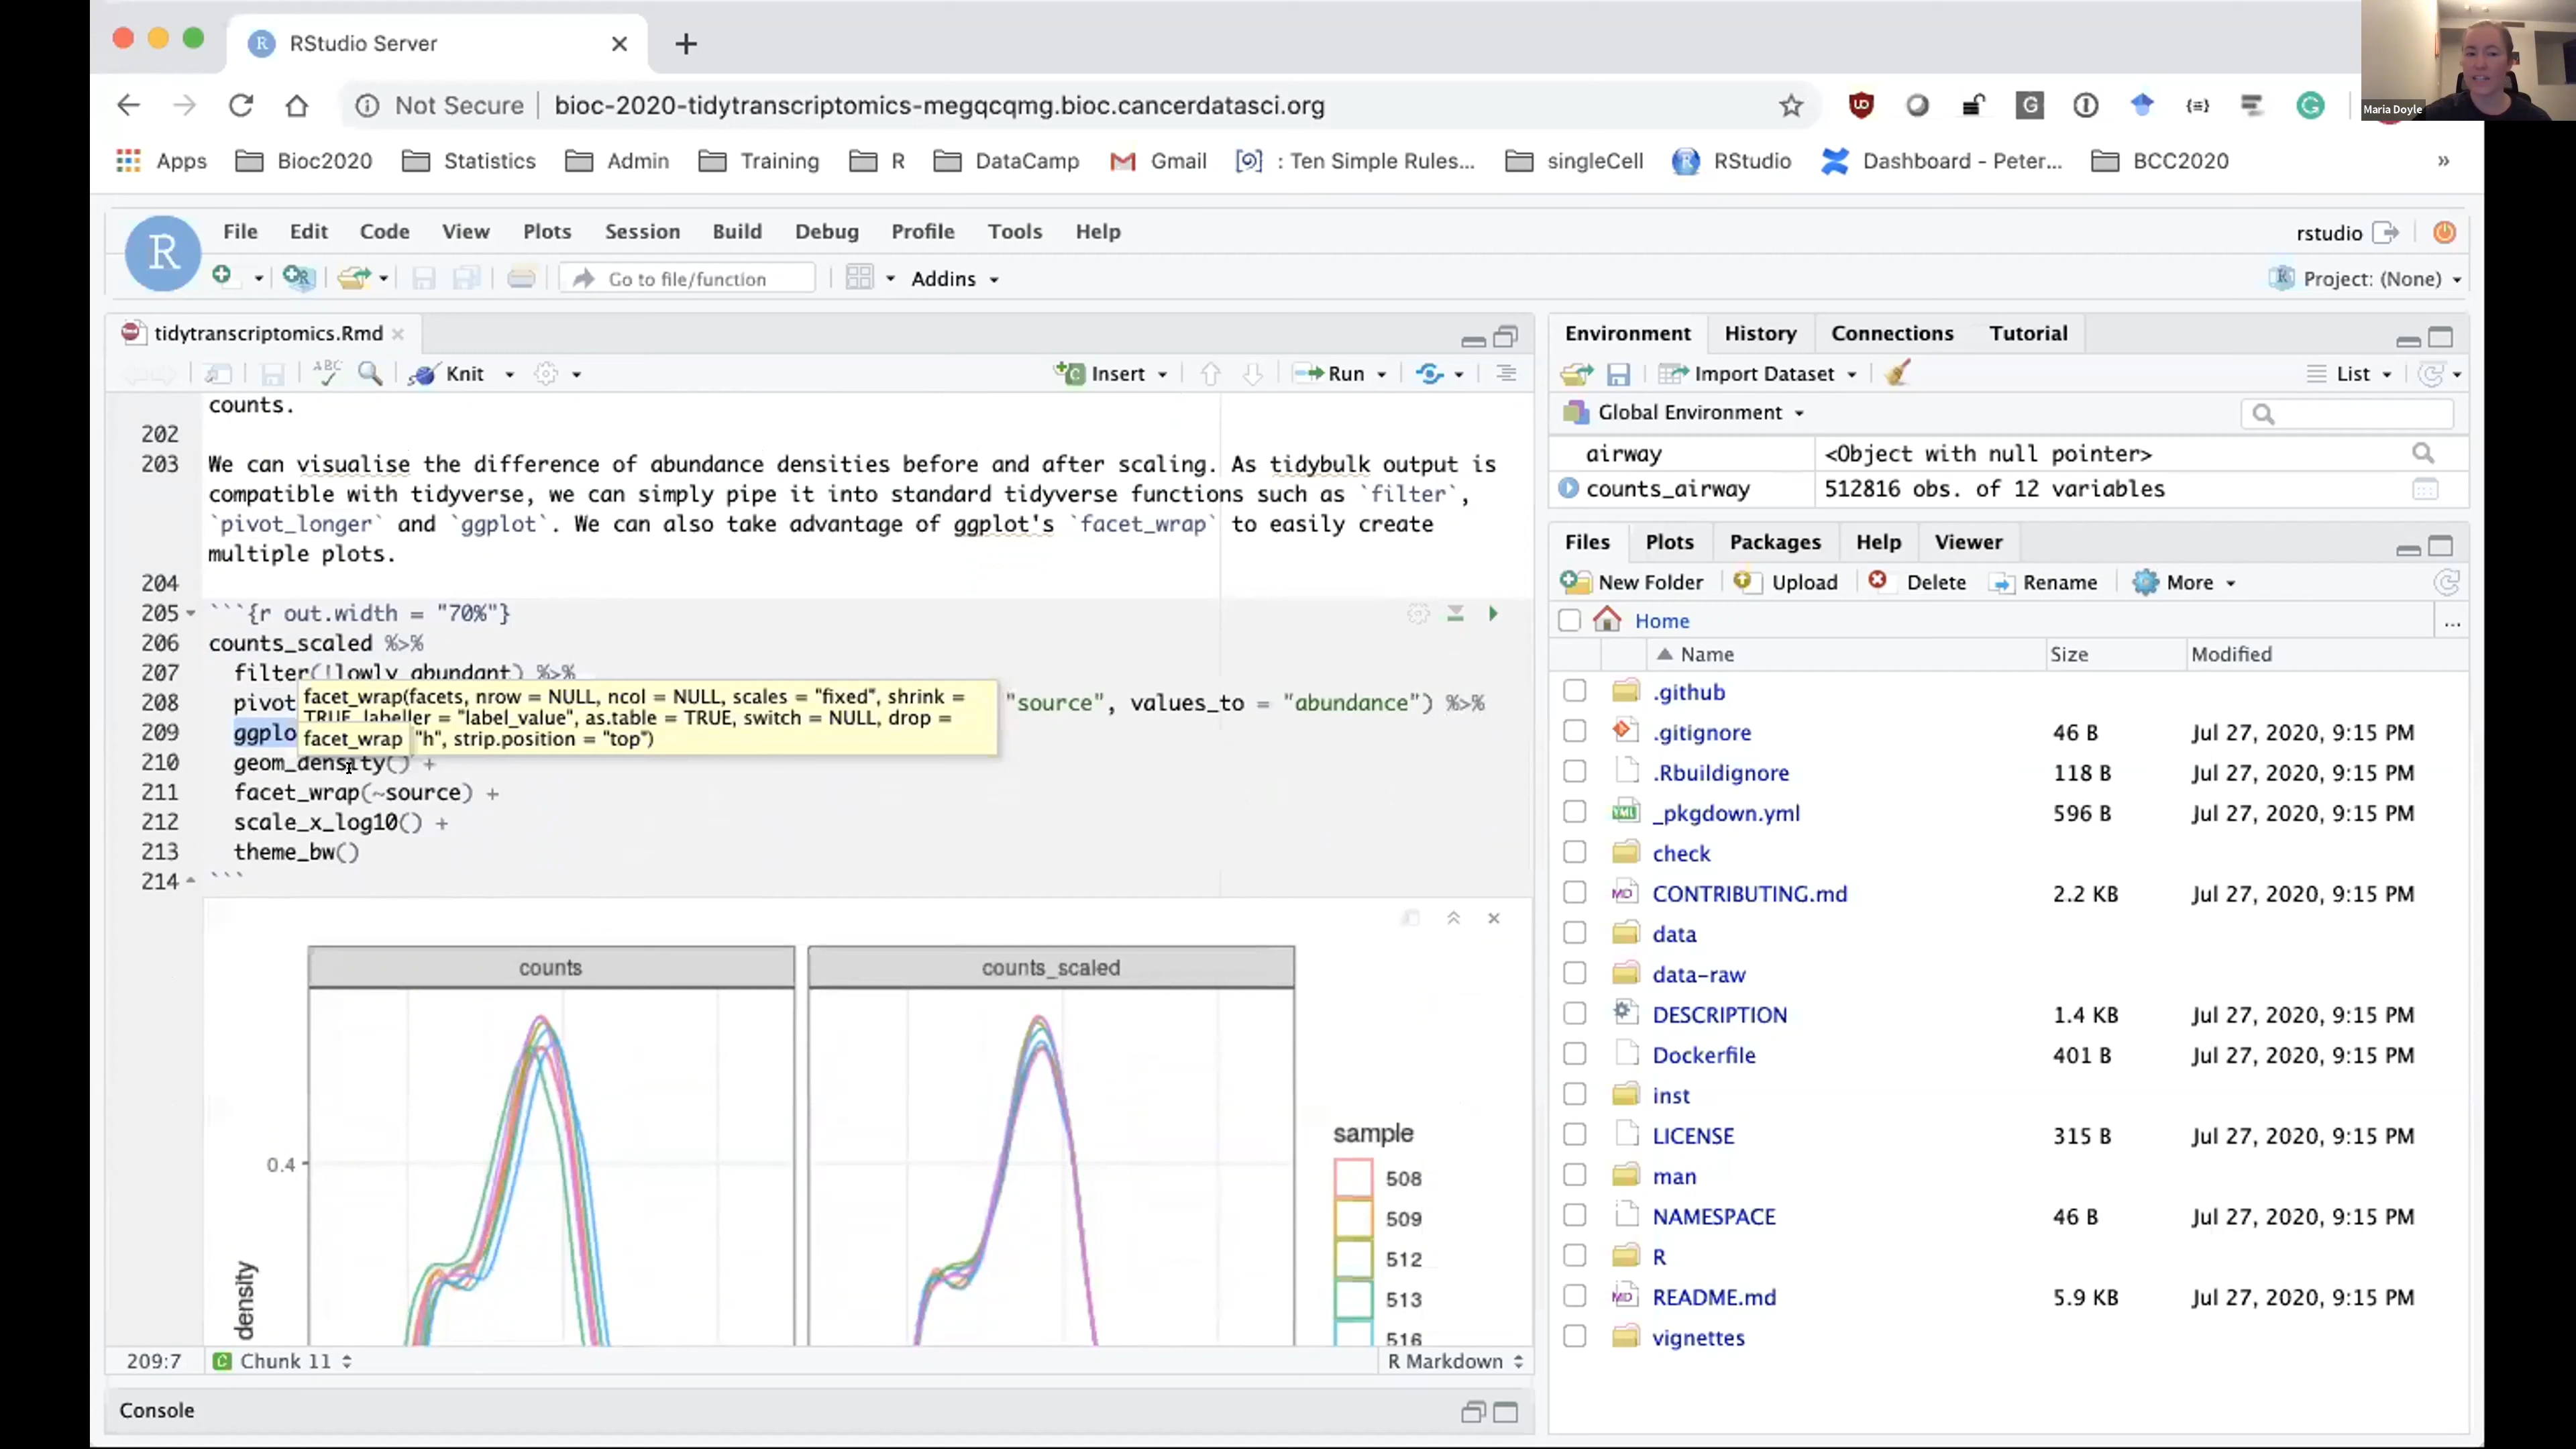 RStudio Server
Maria Doyle
Not Secure
bioc-2020-tidytranscriptomics-megqcqmg.bioc.cancerdatasci.org
Apps
Bioc2020
Statistics
Admin
Training
R
DataCamp
Gmail
: Ten Simple Rules...
singleCell
RStudio
Dashboard - Peter...
BCC2020
»
File Edit Code View Plots Session Build Debug Profile Tools Help
rstudio
Go to file/function
Addins
Project: (None)
tidytranscriptomics.Rmd
ABC
Knit
Insert
Run
counts.
202
203 We can visualise the difference of abundance densities before and after scaling. As tidybulk output is
compatible with tidyverse, we can simply pipe it into standard tidyverse functions such as `filter`,
`pivot_longer` and `ggplot`. We can also take advantage of ggplot's `facet_wrap` to easily create
multiple plots.
204
205 ```{r out.width = "70%"}
206 counts_scaled %>%
207 filter(!lowly_abundant) %>%
208 pivot "source", values_to = "abundance") %>%
209 ggplo
facet_wrap(facets, nrow = NULL, ncol = NULL, scales = "fixed", shrink =
TRUE, labeller = "label_value", as.table = TRUE, switch = NULL, drop =
facet_wrap "h", strip.position = "top")
210 geom_density() +
211 facet_wrap(~source) +
212 scale_x_log10() +
213 theme_bw()
214 ```
counts
counts_scaled
0.4
density
sample
508
509
512
513
516
209:7
Chunk 11
R Markdown
Console
Environment History Connections Tutorial
Import Dataset
List
Global Environment
airway <Object with null pointer>
counts_airway 512816 obs. of 12 variables
Files Plots Packages Help Viewer
New Folder Upload Delete Rename More
Home
...
Name Size Modified
.github
.gitignore 46 B Jul 27, 2020, 9:15 PM
.Rbuildignore 118 B Jul 27, 2020, 9:15 PM
_pkgdown.yml 596 B Jul 27, 2020, 9:15 PM
check
CONTRIBUTING.md 2.2 KB Jul 27, 2020, 9:15 PM
data
data-raw
DESCRIPTION 1.4 KB Jul 27, 2020, 9:15 PM
Dockerfile 401 B Jul 27, 2020, 9:15 PM
inst
LICENSE 315 B Jul 27, 2020, 9:15 PM
man
NAMESPACE 46 B Jul 27, 2020, 9:15 PM
R
README.md 5.9 KB Jul 27, 2020, 9:15 PM
vignettes